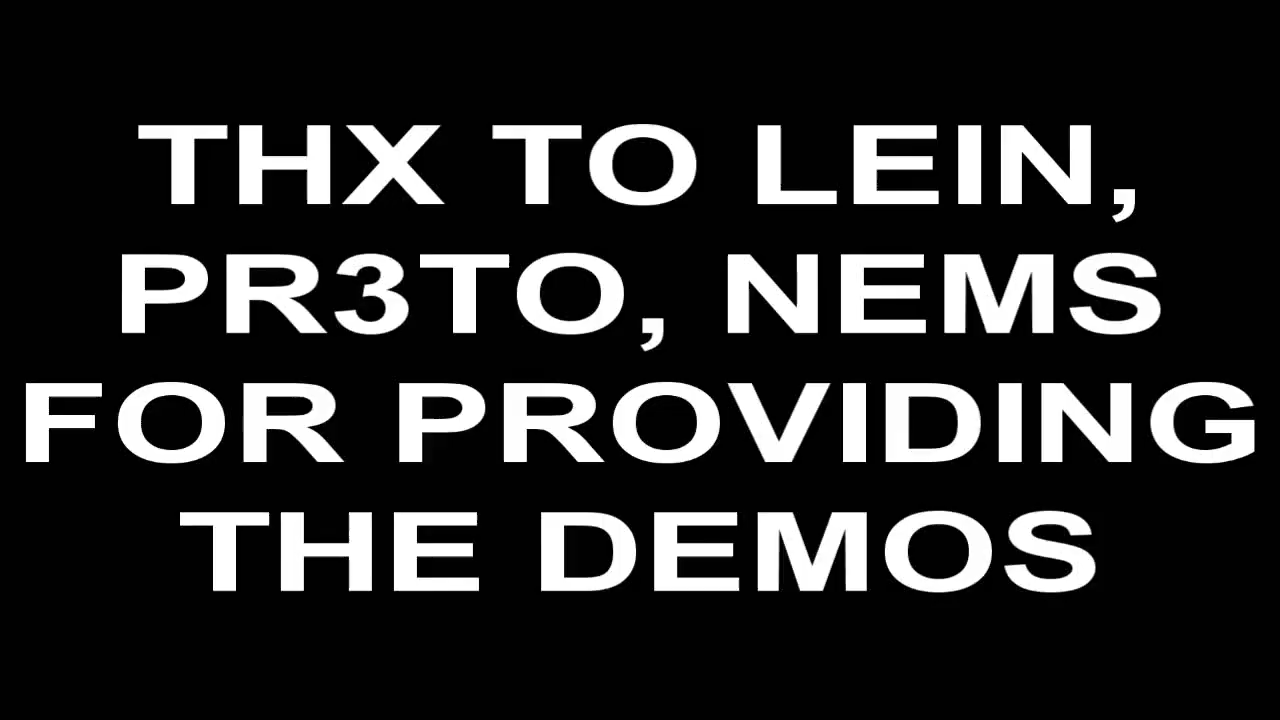 THX TO LEIN,
PR3TO, NEMS
FOR PROVIDING
THE DEMOS